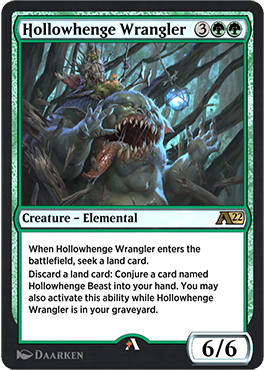 Hollowhenge Wrangler 3
Creature – Elemental
A22
When Hollowhenge Wrangler enters the
battlefield, seek a land card.
Discard a land card: Conjure a card named
Hollowhenge Beast into your hand. You may
also activate this ability while Hollowhenge
Wrangler is in your graveyard.
DAARKEN
6/6